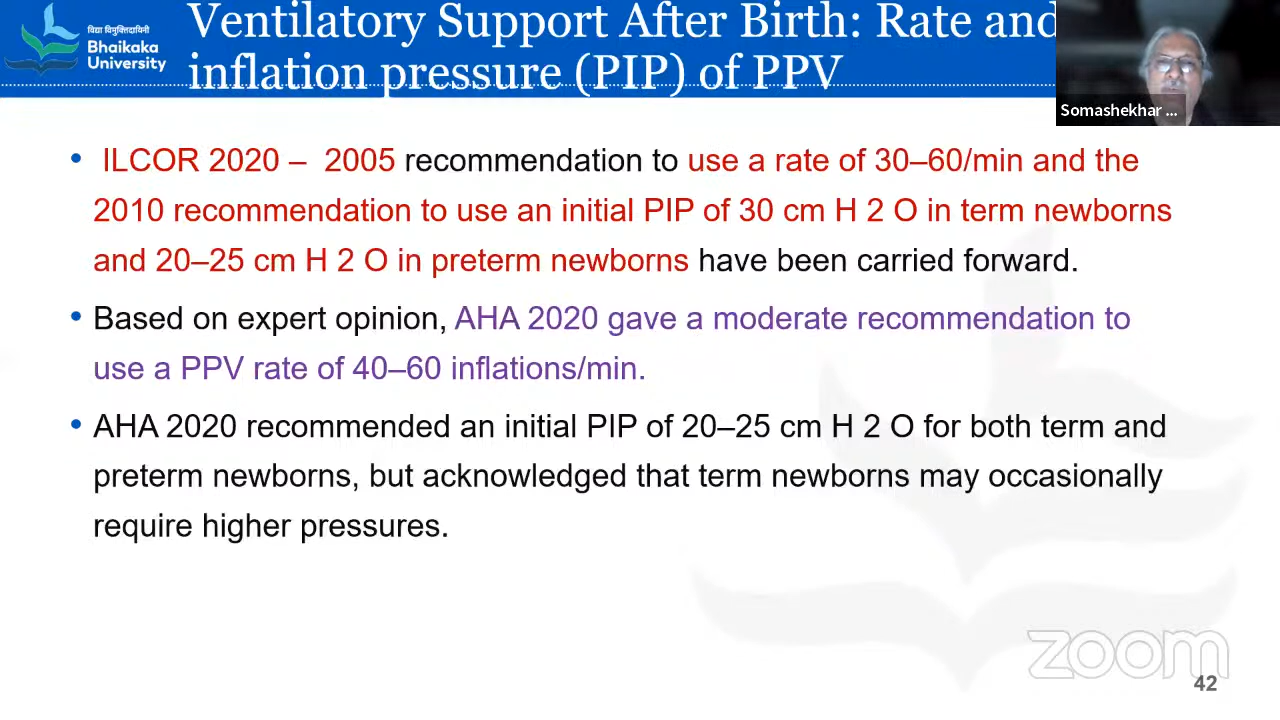 विद्या विमुक्तिदायिनी
Bhaikaka
University
Ventilatory Support After Birth: Rate and
inflation pressure (PIP) of PPV
Somashekhar ...
• ILCOR 2020 – 2005 recommendation to use a rate of 30–60/min and the
2010 recommendation to use an initial PIP of 30 cm H 2 O in term newborns
and 20–25 cm H 2 O in preterm newborns have been carried forward.
• Based on expert opinion, AHA 2020 gave a moderate recommendation to
use a PPV rate of 40–60 inflations/min.
• AHA 2020 recommended an initial PIP of 20–25 cm H 2 O for both term and
preterm newborns, but acknowledged that term newborns may occasionally
require higher pressures.
zoom
42